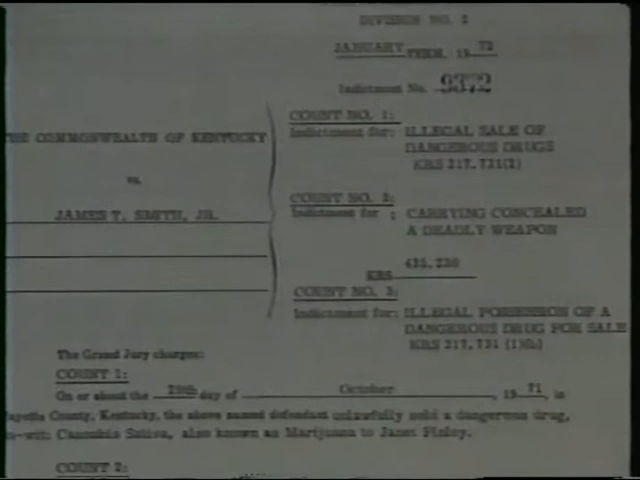 DIVISION NO. 2
JANUARY TERM, 19 72
Indictment No. 9372
COUNT NO. 1:
Indictment for: ILLEGAL SALE OF
THE COMMONWEALTH OF KENTUCKY
DANGEROUS DRUGS
KRS 217.731(2)
vs.
COUNT NO. 2:
JAMES T. SMITH, JR.
Indictment for : CARRYING CONCEALED
A DEADLY WEAPON
KRS 435.230
COUNT NO. 3:
Indictment for: ILLEGAL POSSESSION OF A
DANGEROUS DRUG FOR SALE
KRS 217.731
The Grand Jury charges:
COUNT 1:
On or about the day of October, 19 71, in
County, Kentucky, the above named defendant unlawfully sold a dangerous drug,
Cannabis Sativa, also known as Marijuana to Janet Finley.
COUNT 2: